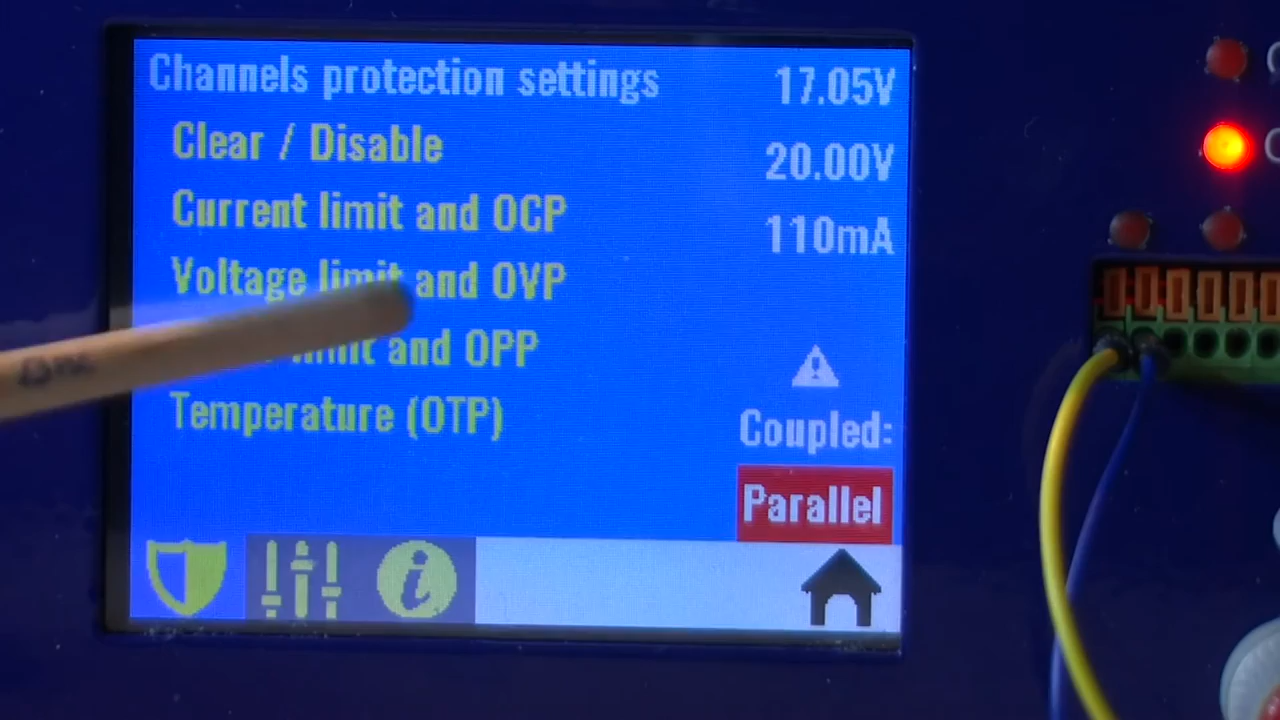 Channels protection settings
17.05V
Clear / Disable
20.00V
Current limit and OCP
110mA
Voltage limit and OVP
limit and OPP
Temperature (OTP)
Coupled:
Parallel